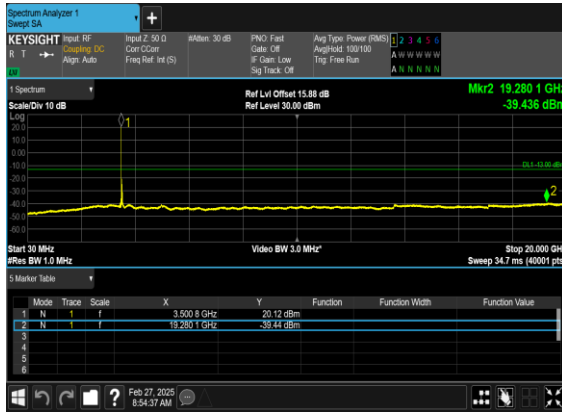 Spectrum Analyzer 1
Swept SA
+
KEYSIGHT Input: RF Input Z: 50 Ω #Atten: 30 dB PNO: Fast Avg Type: Power (RMS) 1 2 3 4 5 6
R T Coupling: DC Corr CCorr Gate: Off Avg|Hold: 100/100 A W W W W W
Align: Auto Freq Ref: Int (S) IF Gain: Low Trig: Free Run
Sig Track: Off A N N N N N
LXI
1 Spectrum Ref Lvl Offset 15.88 dB Mkr2 19.280 1 GHz
Scale/Div 10 dB Ref Level 30.00 dBm -39.436 dBm
Log
1
20.0
10.0
0.00
-10.0
DL1 -13.00 dBm
-20.0
-30.0
2
-40.0
-50.0
-60.0
Start 30 MHz Video BW 3.0 MHz* Stop 20.000 GHz
#Res BW 1.0 MHz Sweep 34.7 ms (40001 pts)
5 Marker Table
Mode Trace Scale X Y Function Function Width Function Value
1 N 1 f 3.500 8 GHz 20.12 dBm
2 N 1 f 19.280 1 GHz -39.44 dBm
3
4
5
6
? Feb 27, 2025
8:54:37 AM